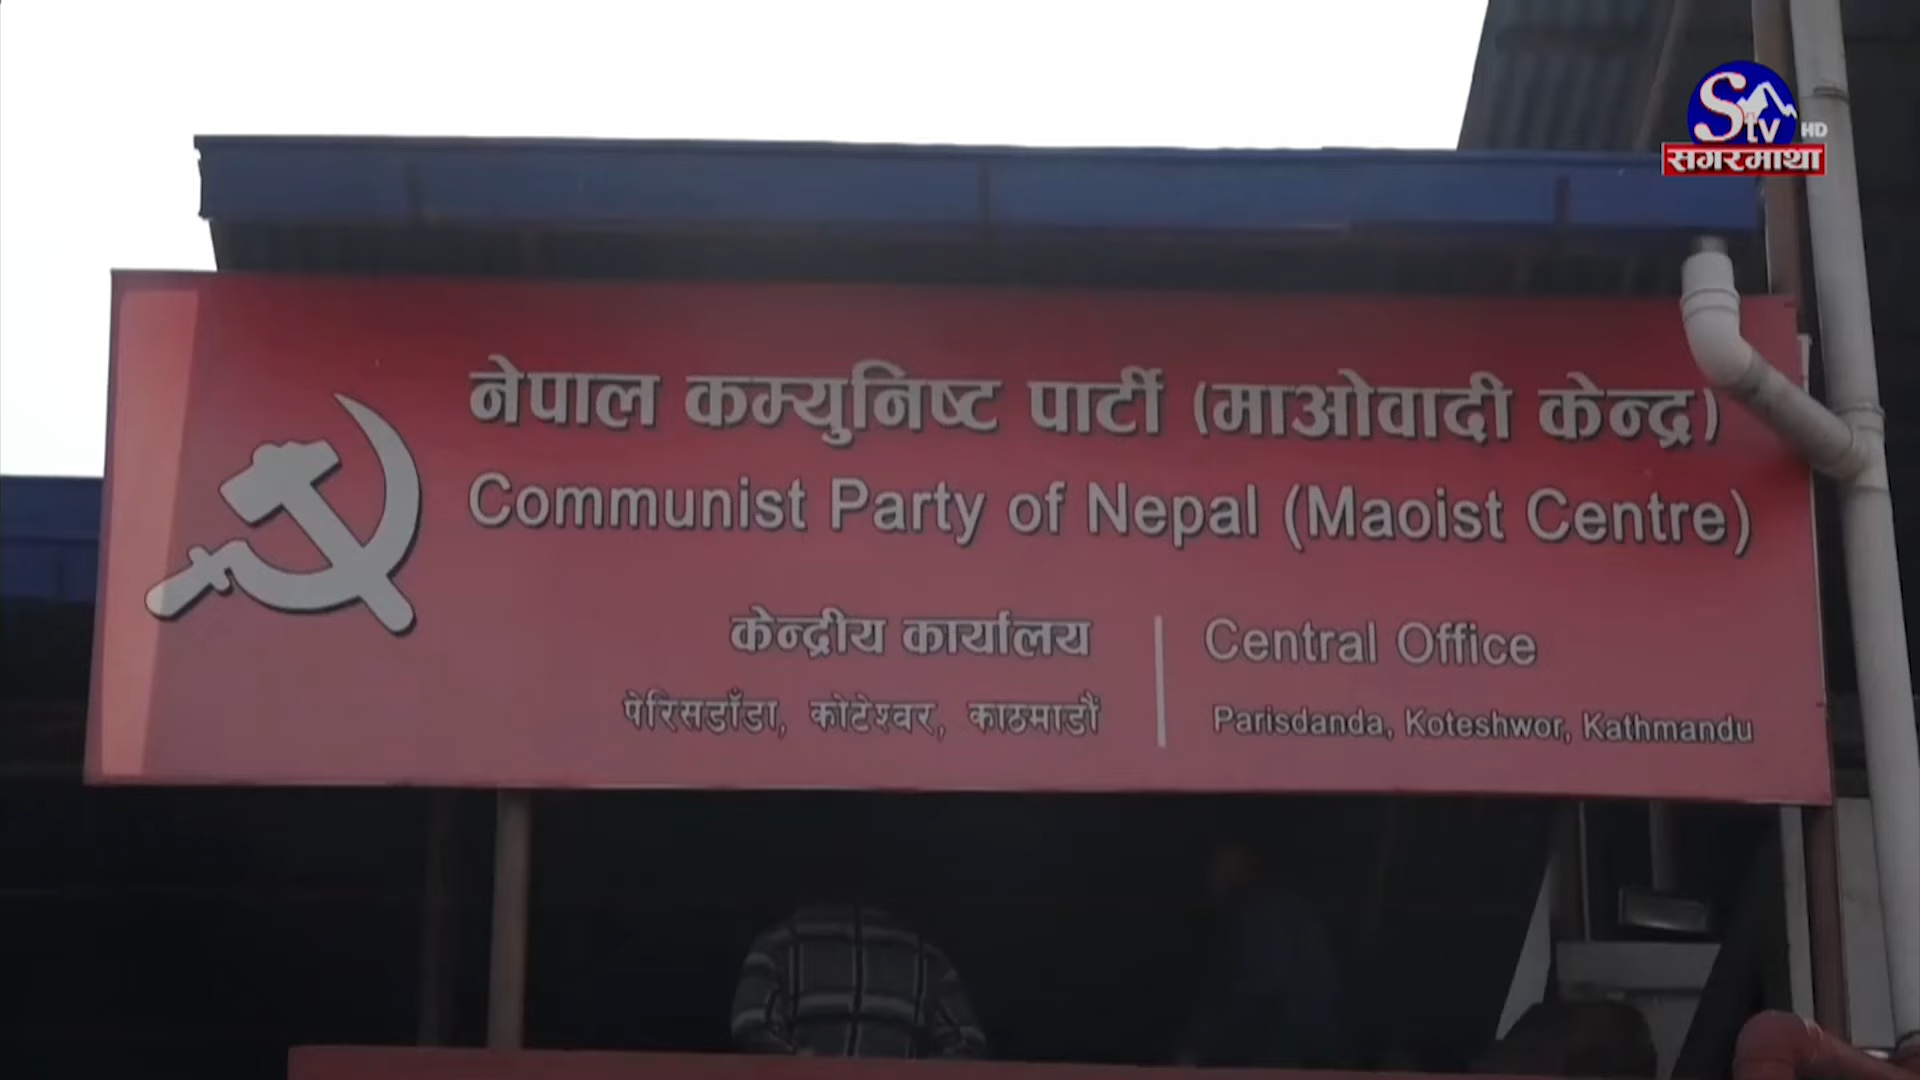 STV HD
सगरमाथा
नेपाल कम्युनिष्ट पार्टी (माओवादी केन्द्र)
Communist Party of Nepal (Maoist Centre)
केन्द्रीय कार्यालय
पेरिसडाँडा, कोटेश्वर, काठमाडौं
Central Office
Parisdanda, Koteshwor, Kathmandu